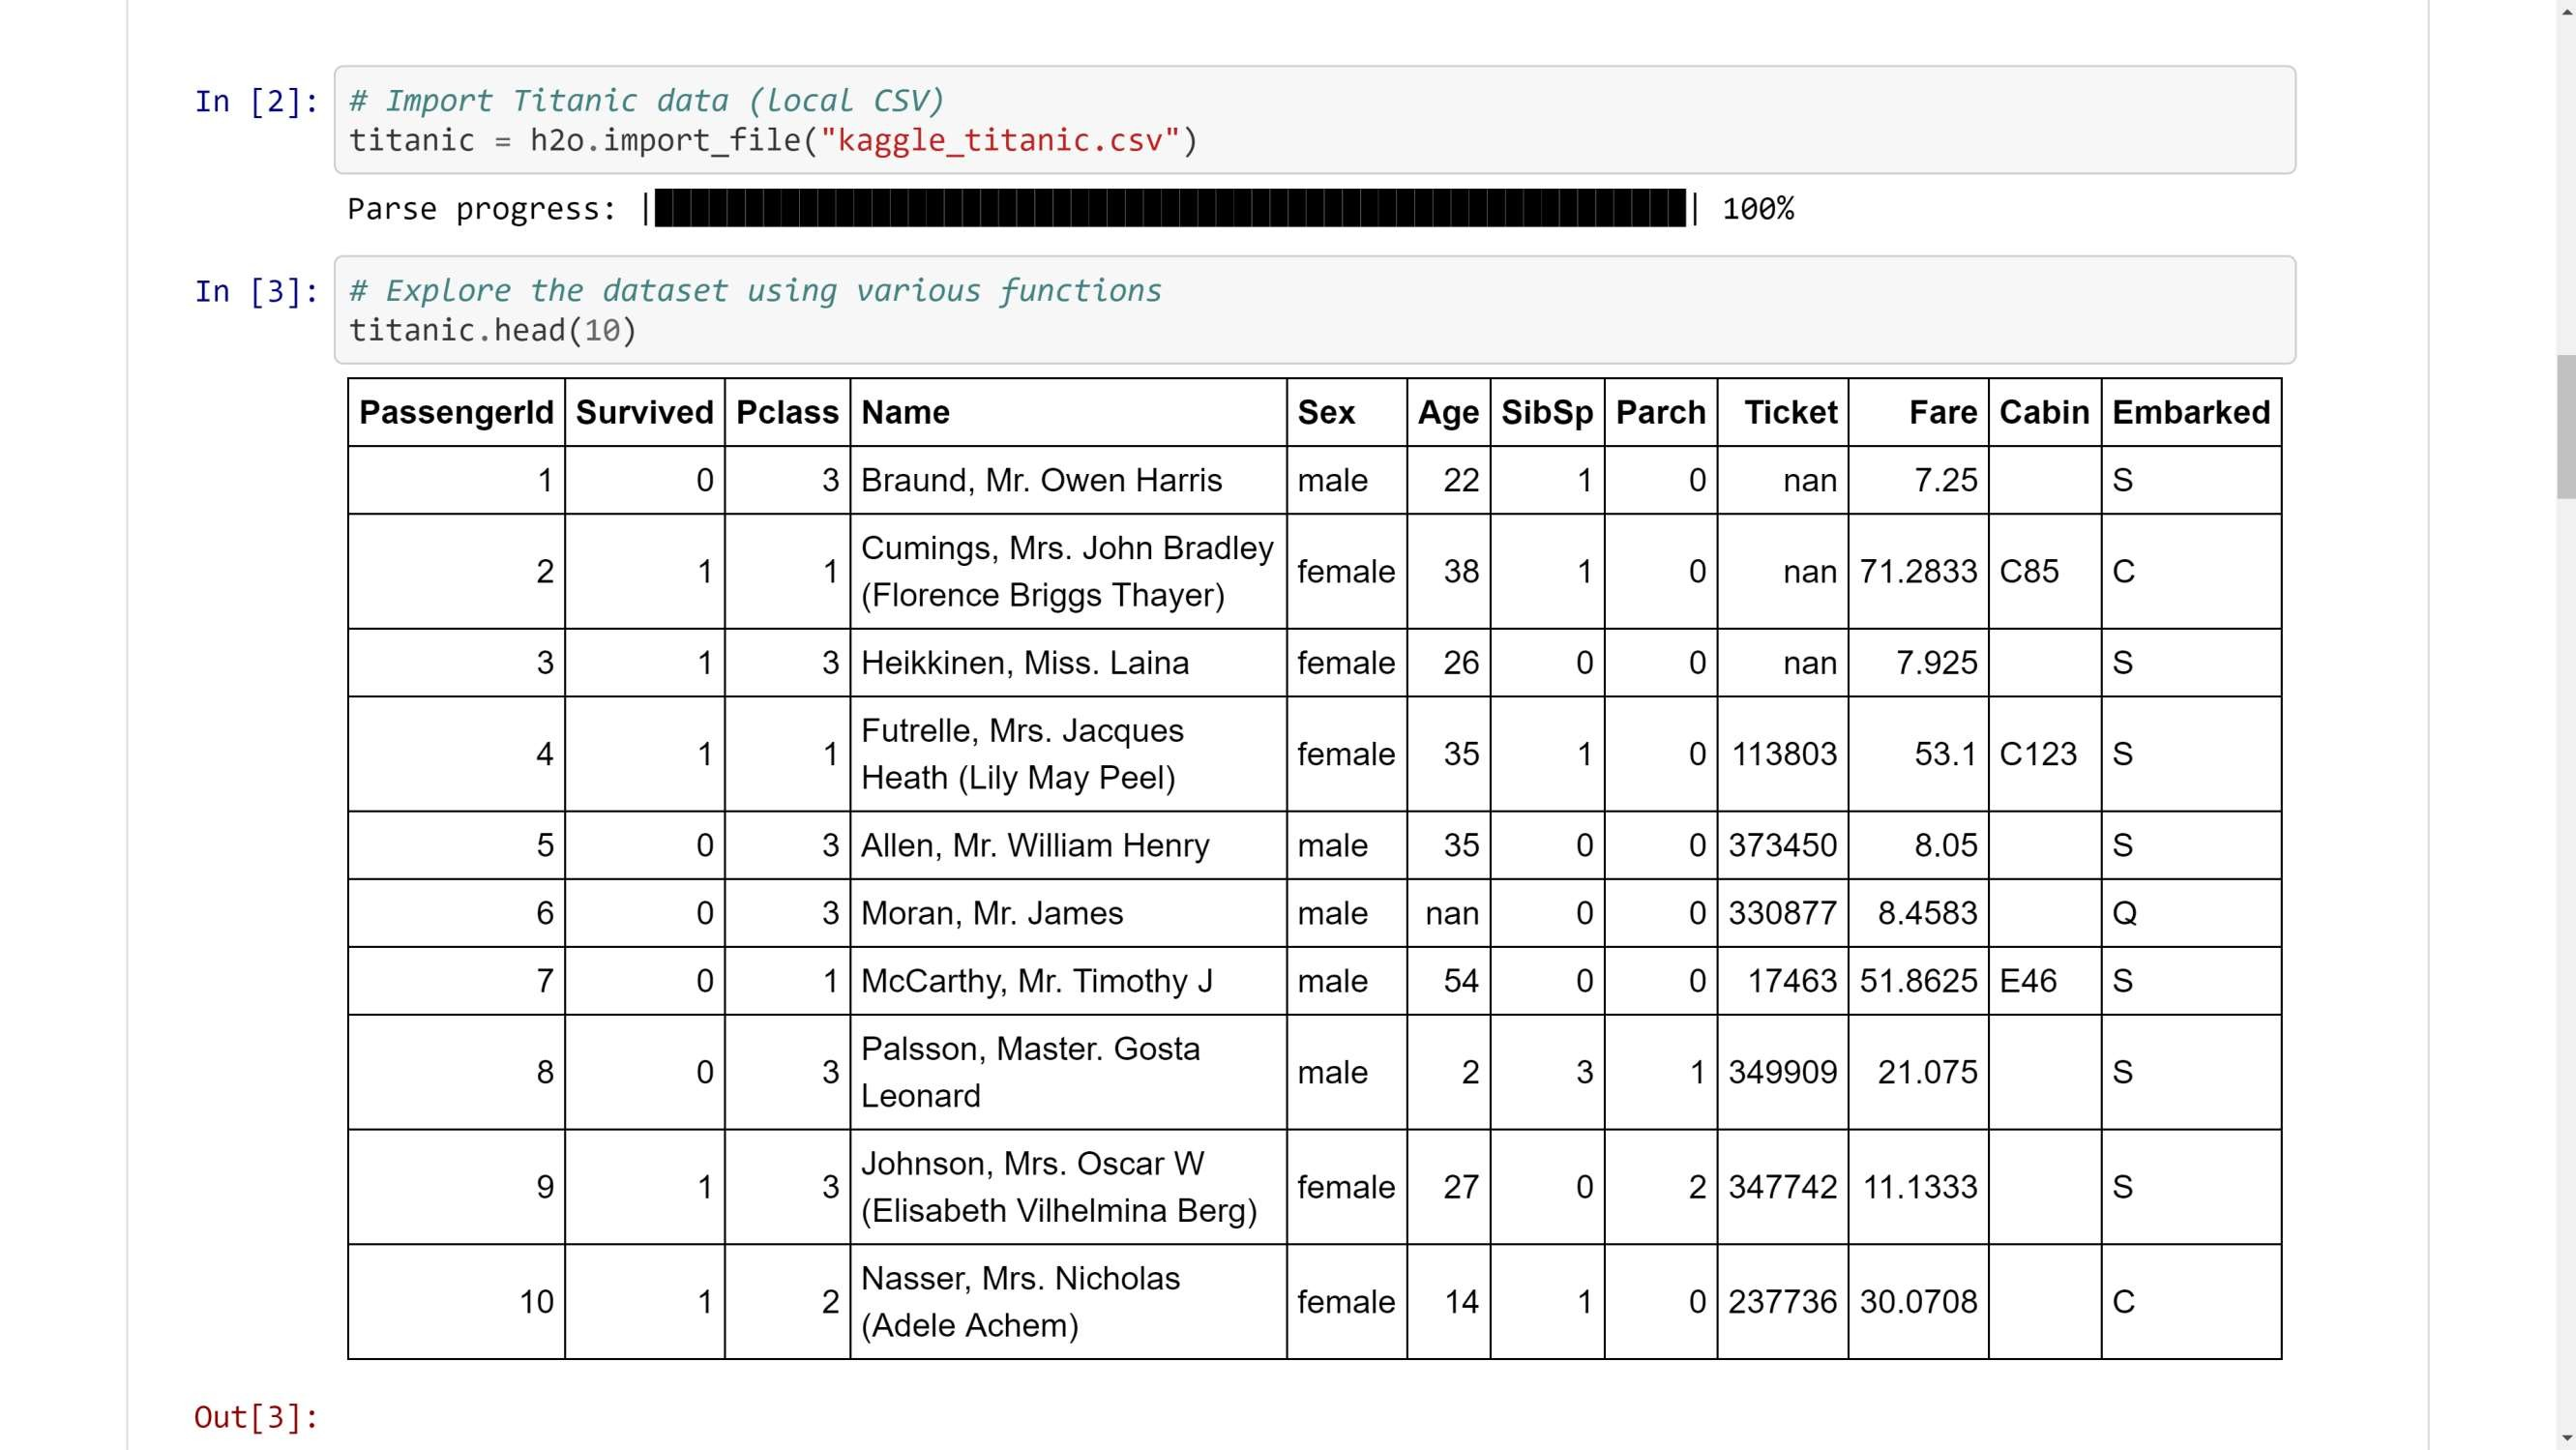 In [2]: # Import Titanic data (local CSV)
titanic = h2o.import_file("kaggle_titanic.csv")
Parse progress: |█████████████████████████████████████████████████████████| 100%
In [3]: # Explore the dataset using various functions
titanic.head(10)
PassengerId Survived Pclass Name Sex Age SibSp Parch Ticket Fare Cabin Embarked
1 0 3 Braund, Mr. Owen Harris male 22 1 0 nan 7.25 S
2 1 1 Cumings, Mrs. John Bradley
(Florence Briggs Thayer) female 38 1 0 nan 71.2833 C85 C
3 1 3 Heikkinen, Miss. Laina female 26 0 0 nan 7.925 S
4 1 1 Futrelle, Mrs. Jacques
Heath (Lily May Peel) female 35 1 0 113803 53.1 C123 S
5 0 3 Allen, Mr. William Henry male 35 0 0 373450 8.05 S
6 0 3 Moran, Mr. James male nan 0 0 330877 8.4583 Q
7 0 1 McCarthy, Mr. Timothy J male 54 0 0 17463 51.8625 E46 S
8 0 3 Palsson, Master. Gosta
Leonard male 2 3 1 349909 21.075 S
9 1 3 Johnson, Mrs. Oscar W
(Elisabeth Vilhelmina Berg) female 27 0 2 347742 11.1333 S
10 1 2 Nasser, Mrs. Nicholas
(Adele Achem) female 14 1 0 237736 30.0708 C
Out[3]: